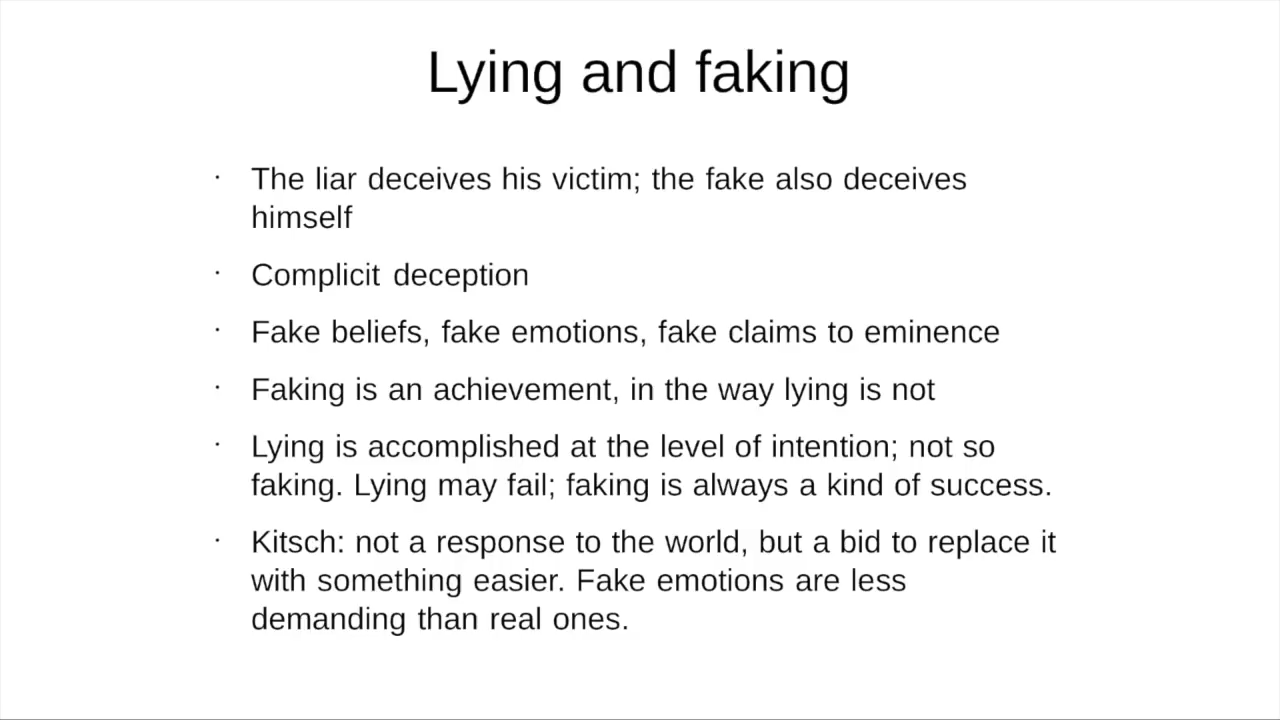 Lying and faking
· The liar deceives his victim; the fake also deceives
himself
· Complicit deception
· Fake beliefs, fake emotions, fake claims to eminence
· Faking is an achievement, in the way lying is not
· Lying is accomplished at the level of intention; not so
faking. Lying may fail; faking is always a kind of success.
· Kitsch: not a response to the world, but a bid to replace it
with something easier. Fake emotions are less
demanding than real ones.